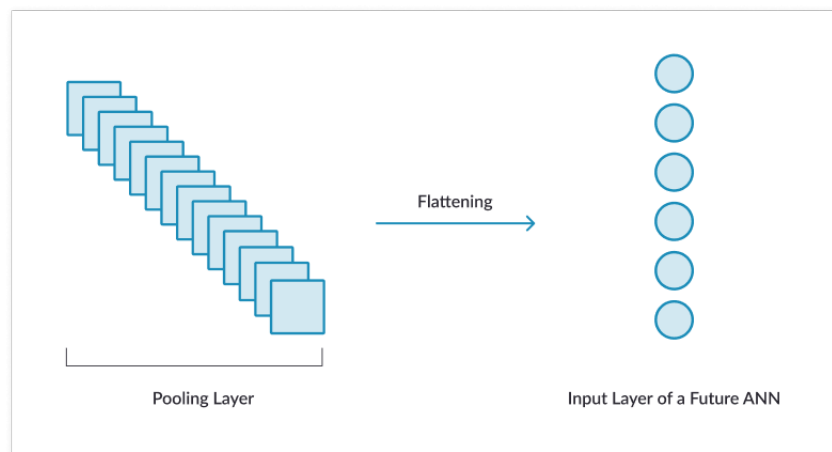 Flattening
Pooling Layer
Input Layer of a Future ANN